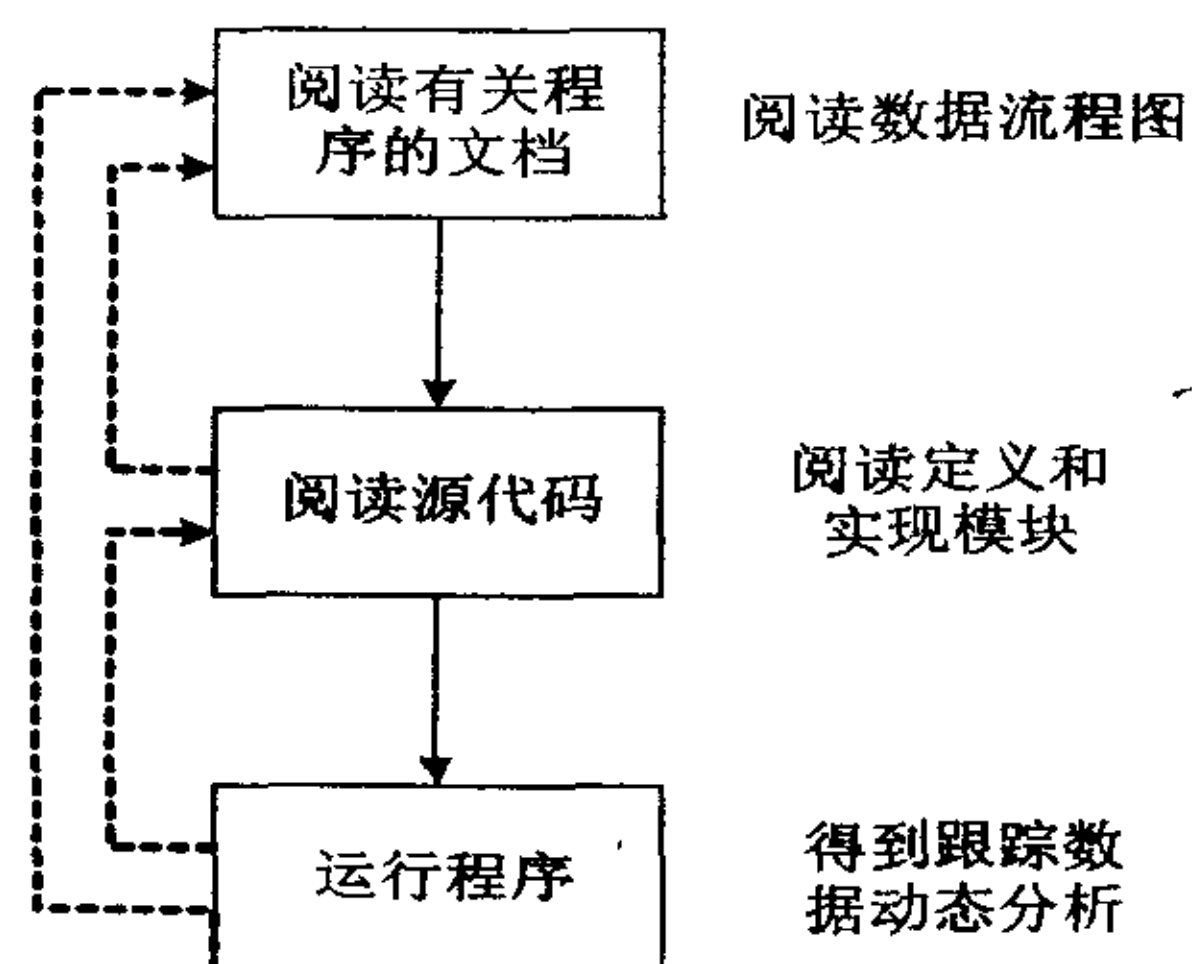 阅读有关程
序的文档
阅读数据流程图
阅读源代码
阅读定义和
实现模块
运行程序
得到跟踪数
据动态分析